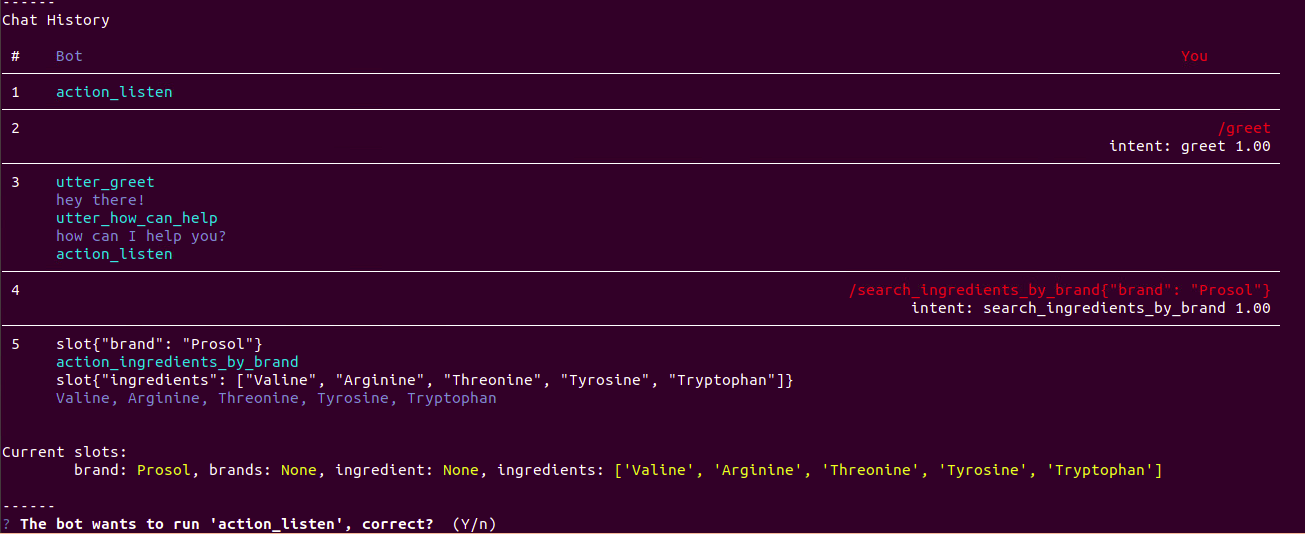 ------
Chat History
# Bot You
1 action_listen
2 /greet
intent: greet 1.00
3 utter_greet
hey there!
utter_how_can_help
how can I help you?
action_listen
4 /search_ingredients_by_brand{"brand": "Prosol"}
intent: search_ingredients_by_brand 1.00
5 slot{"brand": "Prosol"}
action_ingredients_by_brand
slot{"ingredients": ["Valine", "Arginine", "Threonine", "Tyrosine", "Tryptophan"]}
Valine, Arginine, Threonine, Tyrosine, Tryptophan
Current slots:
brand: Prosol, brands: None, ingredient: None, ingredients: ['Valine', 'Arginine', 'Threonine', 'Tyrosine', 'Tryptophan']
------
? The bot wants to run 'action_listen', correct? (Y/n)